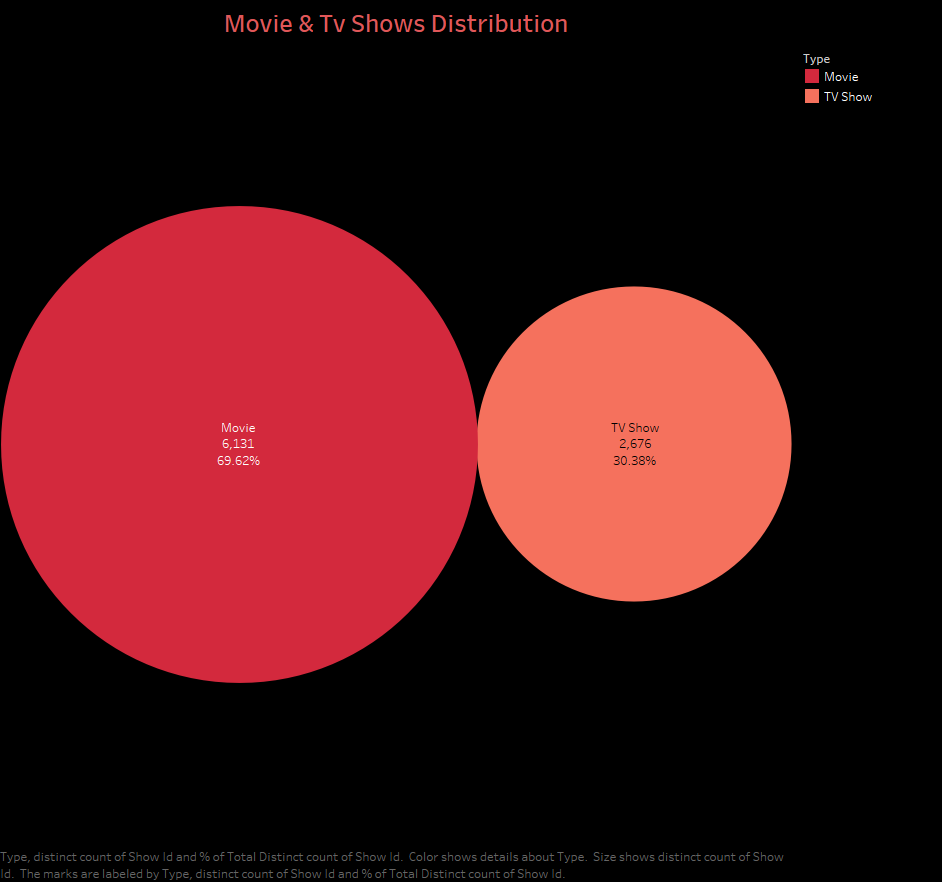 Movie & Tv Shows Distribution
Type
Movie
TV Show
Movie
6,131
69.62%
TV Show
2,676
30.38%
Type, distinct count of Show Id and % of Total Distinct count of Show Id.  Color shows details about Type.  Size shows distinct count of Show
Id.  The marks are labeled by Type, distinct count of Show Id and % of Total Distinct count of Show Id.